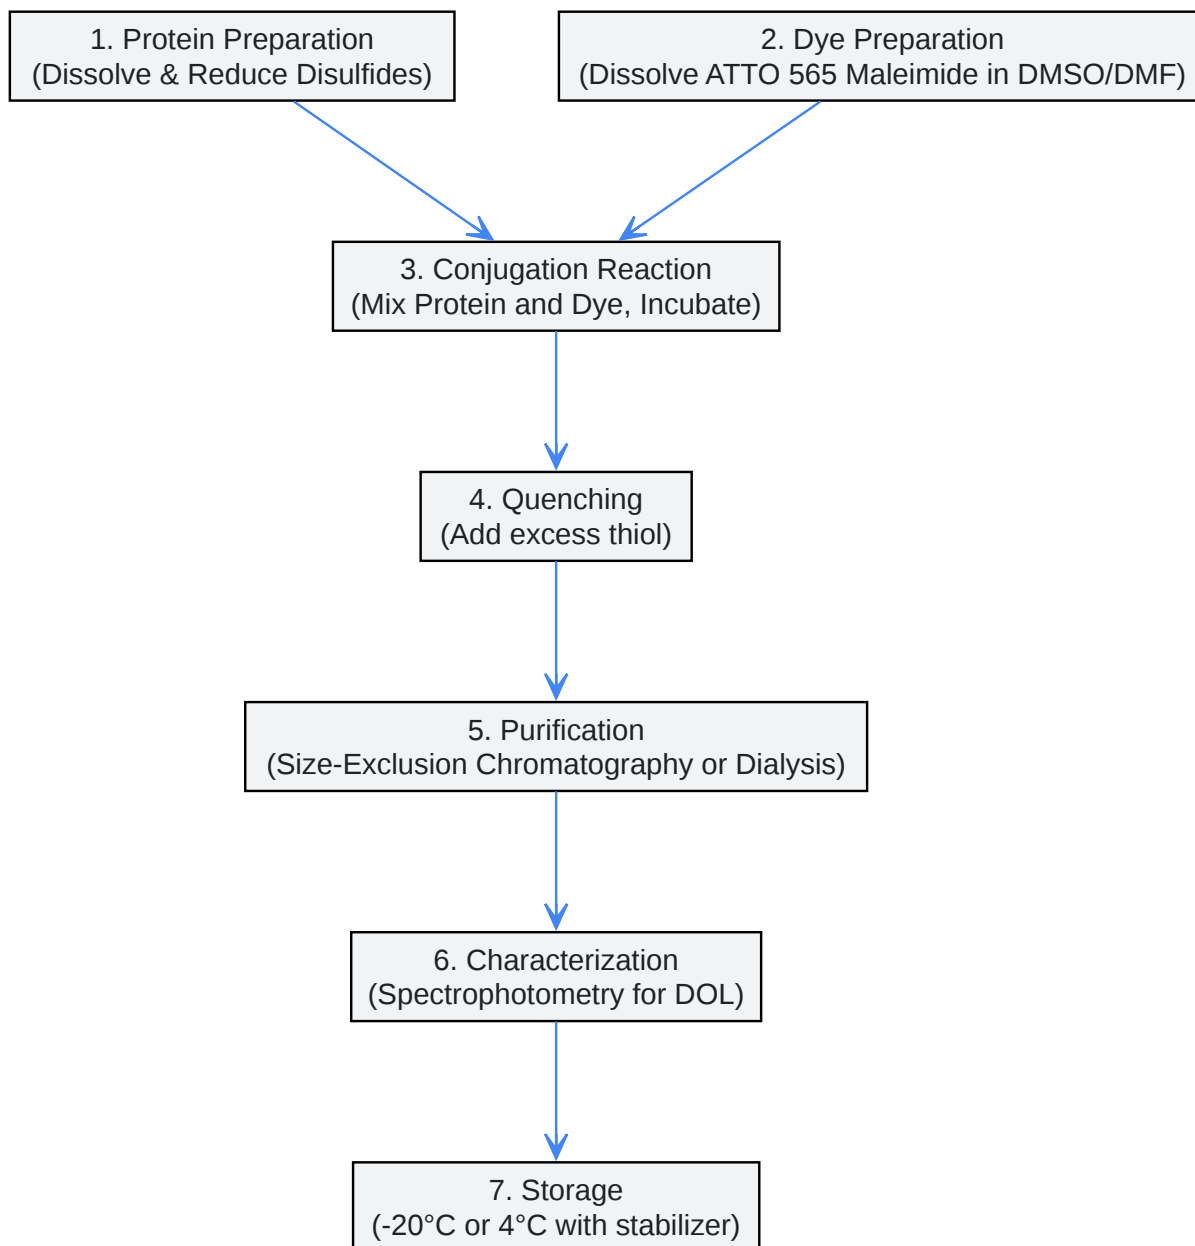 1. Protein Preparation
(Dissolve & Reduce Disulfides)
2. Dye Preparation
(Dissolve ATTO 565 Maleimide in DMSO/DMF)
3. Conjugation Reaction
(Mix Protein and Dye, Incubate)
4. Quenching
(Add excess thiol)
5. Purification
(Size-Exclusion Chromatography or Dialysis)
6. Characterization
(Spectrophotometry for DOL)
7. Storage
(-20°C or 4°C with stabilizer)